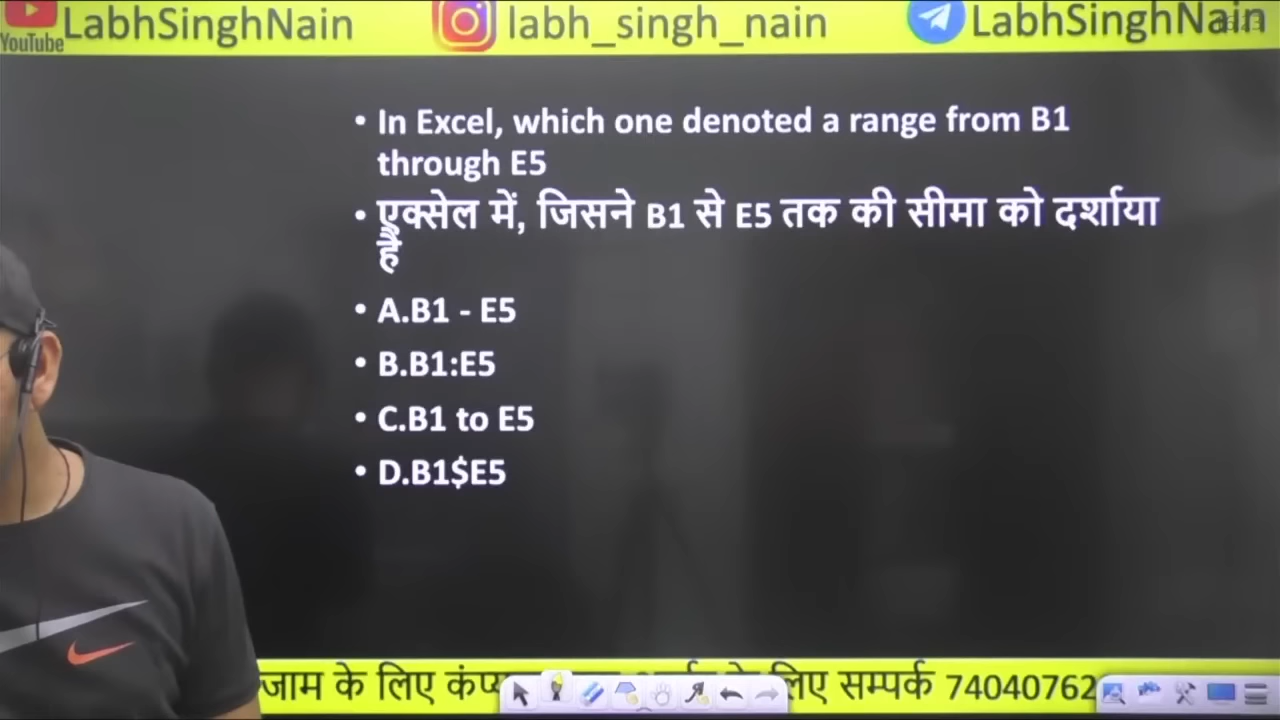 YouTube LabhSinghNain labh_singh_nain LabhSinghNain
• In Excel, which one denoted a range from B1
through E5
• एक्सेल में, जिसने B1 से E5 तक की सीमा को दर्शाया
है
• A.B1 - E5
• B.B1:E5
• C.B1 to E5
• D.B1$E5
के लिए सम्पर्क 74040762